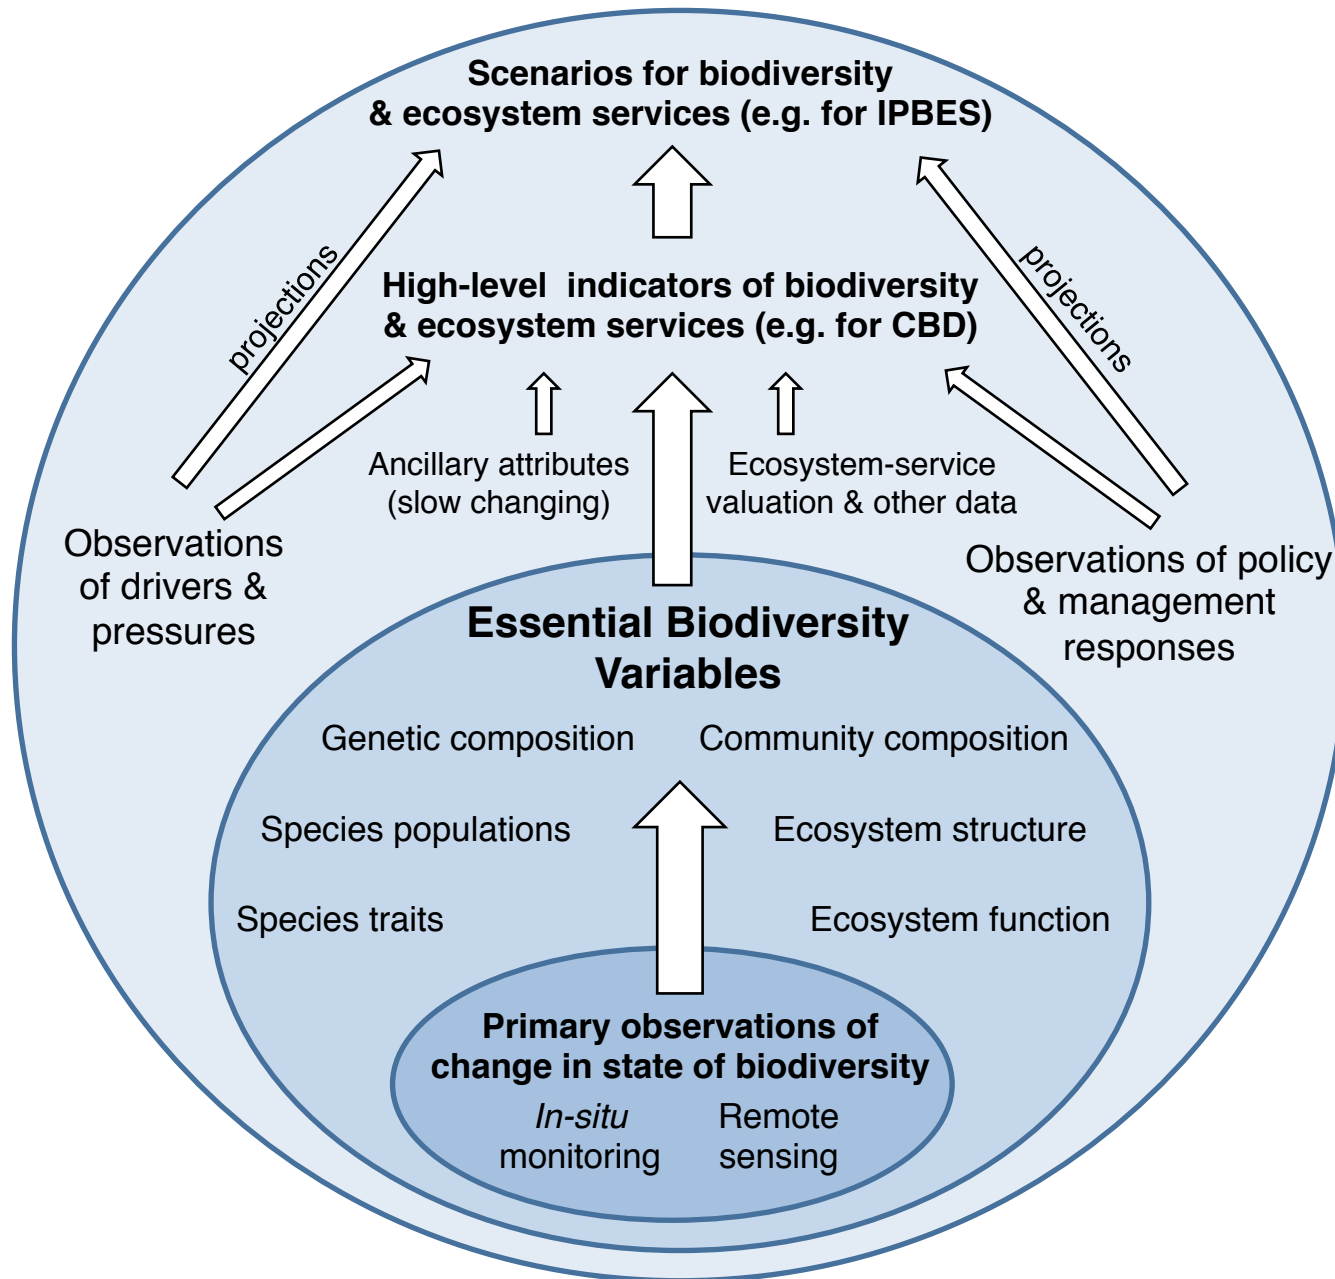 Scenarios for biodiversity
& ecosystem services (e.g. for IPBES)
projections
projections
High-level indicators of biodiversity
& ecosystem services (e.g. for CBD)
Ancillary attributes
(slow changing)
Ecosystem-service
valuation & other data
Observations
of drivers &
pressures
Observations of policy
& management
responses
Essential Biodiversity
Variables
Genetic composition
Community composition
Species populations
Ecosystem structure
Species traits
Ecosystem function
Primary observations of
change in state of biodiversity
In-situ
monitoring
Remote
sensing